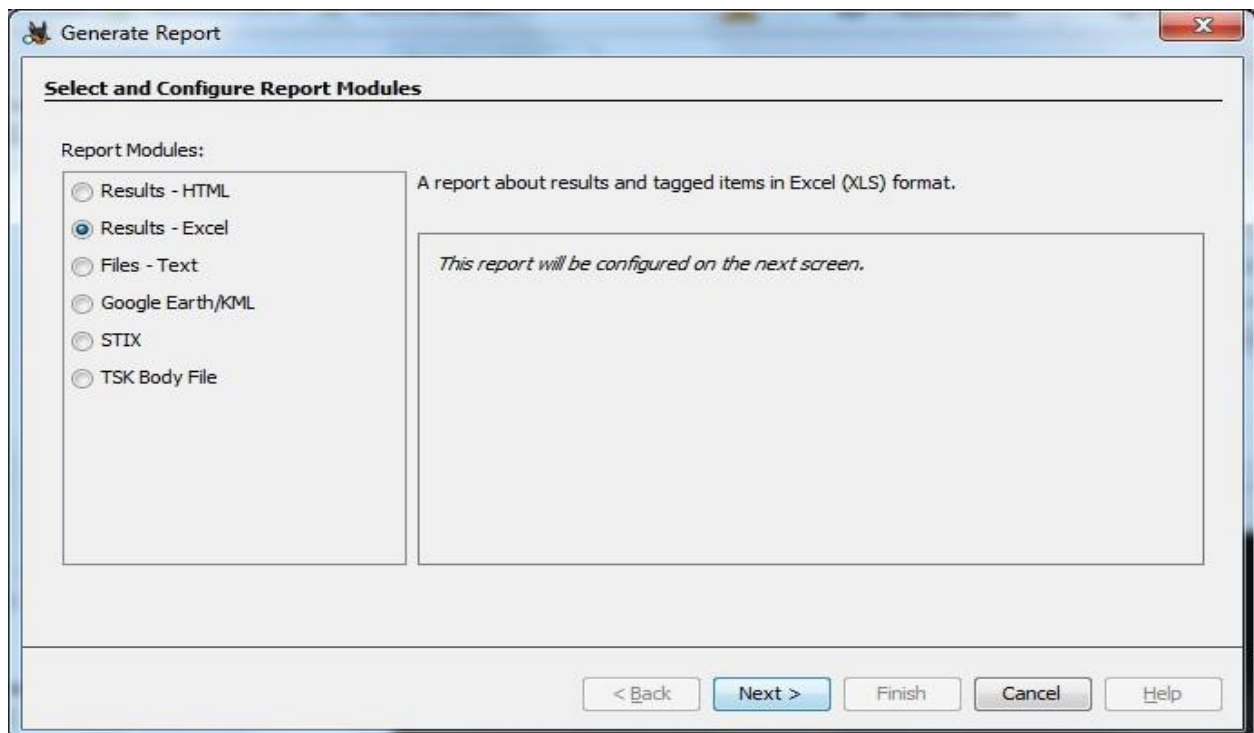 Generate Report
Select and Configure Report Modules
Report Modules:
Results - HTML
Results - Excel
Files - Text
Google Earth/KML
STIX
TSK Body File
A report about results and tagged items in Excel (XLS) format.
This report will be configured on the next screen.
< Back
Next >
Finish
Cancel
Help